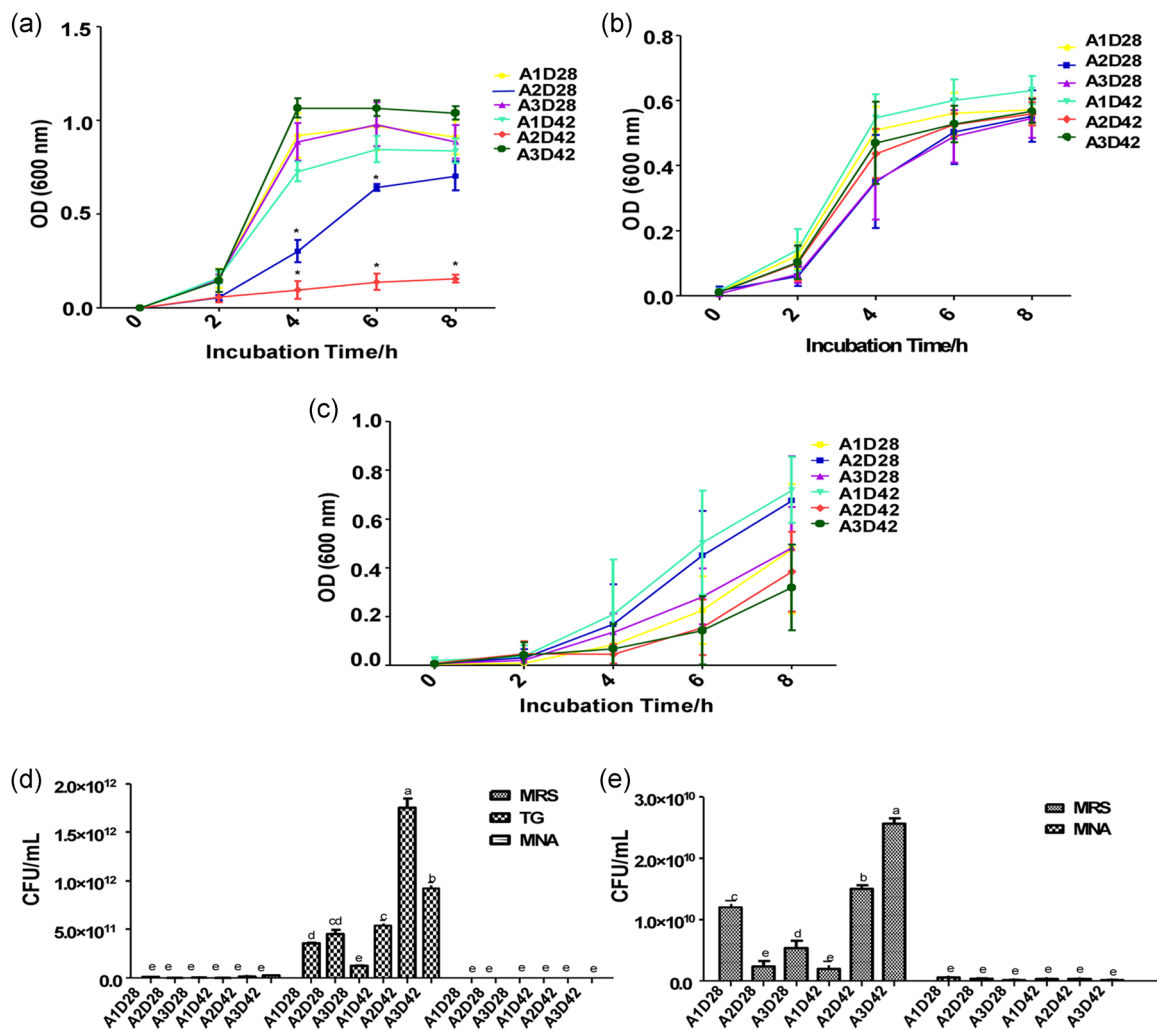 (a)
1.5
1.0
0.5
0.0
OD (600 nm)
0
2
4
6
8
Incubation Time/h
A1D28
A2D28
A3D28
A1D42
A2D42
A3D42
*
*
*
*
*
(b)
0.8
0.6
0.4
0.2
0.0
OD (600 nm)
0
2
4
6
8
Incubation Time/h
A1D28
A2D28
A3D28
A1D42
A2D42
A3D42
(c)
1.0
0.8
0.6
0.4
0.2
0.0
OD (600 nm)
0
2
4
6
8
Incubation Time/h
A1D28
A2D28
A3D28
A1D42
A2D42
A3D42
(d)
2.0×10¹²
1.5×10¹²
1.0×10¹²
5.0×10¹¹
0.0
CFU/mL
MRS
TG
MNA
e e e e e e d cd e c a b e e e e e e
A1D28 A2D28 A3D28 A1D42 A2D42 A3D42 A1D28 A2D28 A3D28 A1D42 A2D42 A3D42 A1D28 A2D28 A3D28 A1D42 A2D42 A3D42
(e)
3.0×10¹⁰
2.0×10¹⁰
1.0×10¹⁰
0.0
CFU/mL
MRS
MNA
c e d e b a e e e e e e
A1D28 A2D28 A3D28 A1D42 A2D42 A3D42 A1D28 A2D28 A3D28 A1D42 A2D42 A3D42